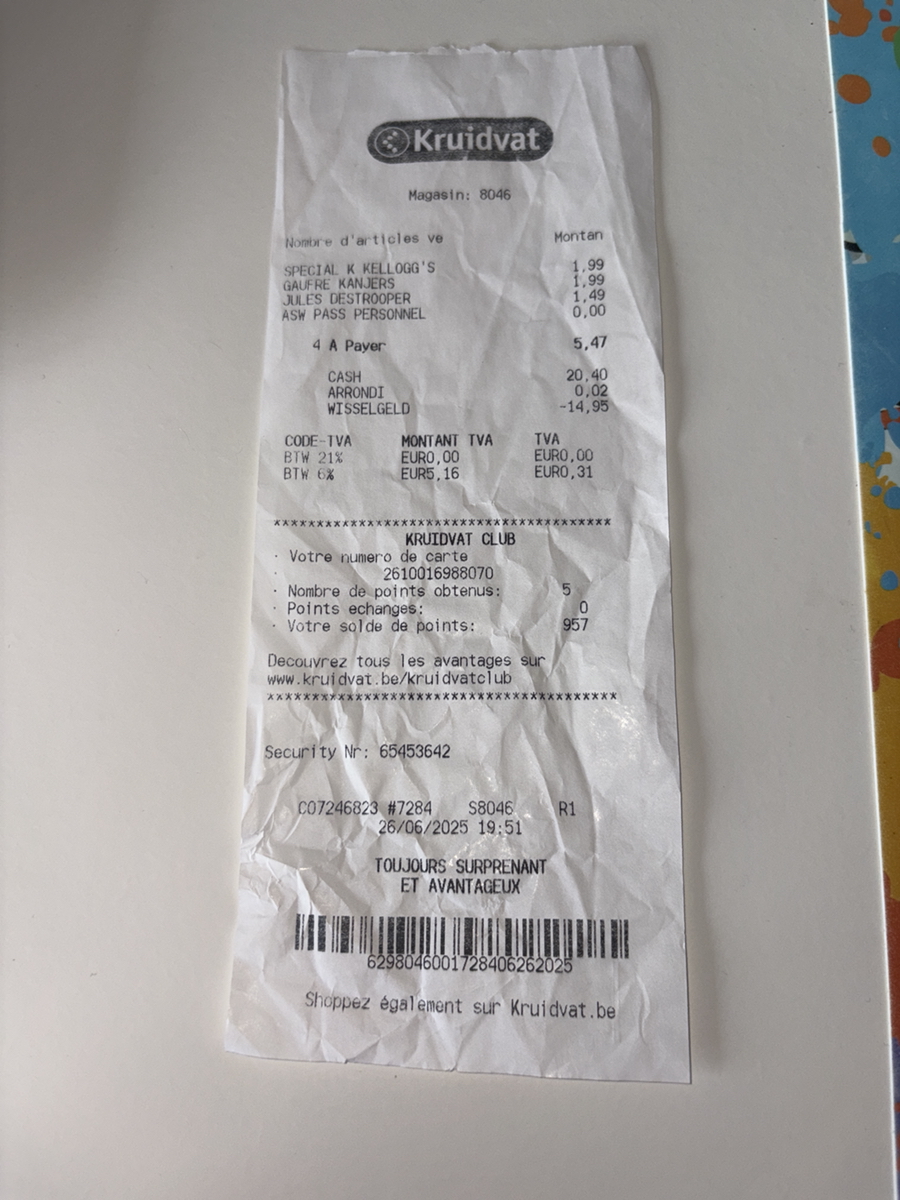 Kruidvat
Magasin: 8046
Nombre d'articles ve Montan
SPECIAL K KELLOGG'S 1,99
GAUFRE KANJERS 1,99
JULES DESTROOPER 1,49
ASW PASS PERSONNEL 0,00
4 A Payer 5,47
CASH 20,40
ARRONDI 0,02
WISSELGELD -14,95
CODE-TVA MONTANT TVA TVA
BTW 21% EUR0,00 EUR0,00
BTW 6% EUR5,16 EUR0,31
****************************************
KRUIDVAT CLUB
· Votre numero de carte
· 2610016988070
· Nombre de points obtenus: 5
· Points echanges: 0
· Votre solde de points: 957
Decouvrez tous les avantages sur
www.kruidvat.be/kruidvatclub
****************************************
Security Nr: 65453642
C07246823 #7284 S8046 R1
26/06/2025 19:51
TOUJOURS SURPRENANT
ET AVANTAGEUX
6298046001728406262025
Shoppez également sur Kruidvat.be